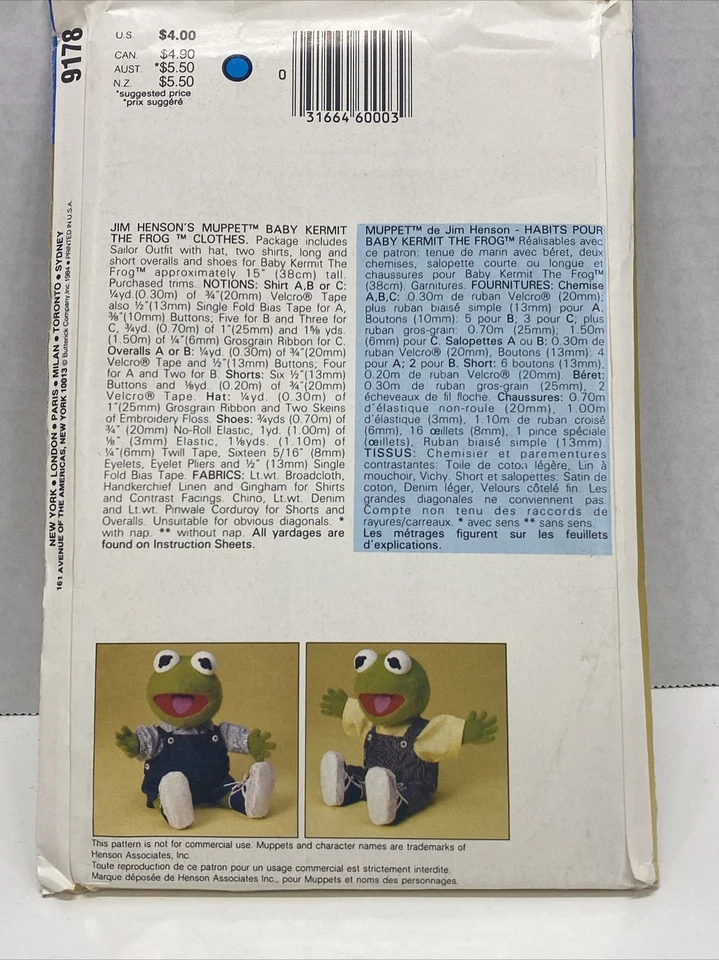 9178
U.S. $4.00
CAN. $4.90
AUST. *$5.50
N.Z. $5.50
*suggested price
*prix suggéré
0
31664 60003
NEW YORK ● LONDON ● PARIS ● MILAN ● TORONTO ● SYDNEY
161 AVENUE OF THE AMERICAS, NEW YORK 10013 © Butterick Company, Inc. 1984 ● PRINTED IN U.S.A.
JIM HENSON'S MUPPET™ BABY KERMIT
THE FROG ™ CLOTHES. Package includes
Sailor Outfit with hat, two shirts, long and
short overalls and shoes for Baby Kermit The
Frog™ approximately 15" (38cm) tall.
Purchased trims. NOTIONS: Shirt A,B or C:
¼yd.(0.30m) of ¾"(20mm) Velcro® Tape
also ½"(13mm) Single Fold Bias Tape for A,
⅜"(10mm) Buttons; Five for B and Three for
C, ¾yd. (0.70m) of 1"(25mm) and 1⅝ yds.
(1.50m) of ¼"(6mm) Grosgrain Ribbon for C.
Overalls A or B: ¼yd. (0.30m) of ¾"(20mm)
Velcro® Tape and ½"(13mm) Buttons; Four
for A and Two for B. Shorts: Six ½"(13mm)
Buttons and ⅛yd. (0.20m) of ¾"(20mm)
Velcro® Tape. Hat: ¼yd. (0.30m) of
1"(25mm) Grosgrain Ribbon and Two Skeins
of Embroidery Floss. Shoes: ¾yds (0.70m) of
¾" (20mm) No-Roll Elastic, 1yd. (1.00m) of
⅛" (3mm) Elastic, 1⅛yds. (1.10m) of
¼"(6mm) Twill Tape, Sixteen 5/16" (8mm)
Eyelets, Eyelet Pliers and ½" (13mm) Single
Fold Bias Tape. FABRICS: Lt.wt. Broadcloth,
Handkerchief Linen and Gingham for Shirts
and Contrast Facings. Chino, Lt.wt. Denim
and Lt.wt. Pinwale Corduroy for Shorts and
Overalls. Unsuitable for obvious diagonals. *
with nap. ** without nap. All yardages are
found on Instruction Sheets.
MUPPET™ de Jim Henson - HABITS POUR
BABY KERMIT THE FROG™ Réalisables avec
ce patron: tenue de marin avec béret, deux
chemises, salopette courte ou longue et
chaussures pour Baby Kermit The Frog™
(38cm). Garnitures. FOURNITURES: Chemise
A,B,C: 0.30m de ruban Velcro® (20mm);
plus ruban biaisé simple (13mm) pour A.
Boutons (10mm): 5 pour B, 3 pour C; plus
ruban gros-grain: 0.70m (25mm), 1.50m
(6mm) pour C. Salopettes A ou B: 0.30m de
ruban Velcro® (20mm), Boutons (13mm): 4
pour A; 2 pour B. Short: 6 boutons (13mm),
0.20m de ruban Velcro® (20mm). Béret:
0.30m de ruban gros-grain (25mm), 2
écheveaux de fil floche. Chaussures: 0.70m
d'élastique non-roule (20mm), 1.00m
d'élastique (3mm), 1.10m de ruban croisé
(6mm), 16 œillets (8mm), 1 pince spéciale
(œillets), Ruban biaisé simple (13mm).
TISSUS: Chemisier et parementures
contrastantes: Toile de coton légère, Lin à
mouchoir, Vichy. Short et salopettes: Satin de
coton, Denim léger, Velours côtelé fin. Les
grandes diagonales ne conviennent pas.
Compte non tenu des raccords de
rayures/carreaux. * avec sens ** sans sens.
Les métrages figurent sur les feuillets
d'explications.
This pattern is not for commercial use. Muppets and character names are trademarks of
Henson Associates, Inc.
Toute reproduction de ce patron pour un usage commercial est strictement interdite.
Marque déposée de Henson Associates Inc., pour Muppets et noms des personnages.